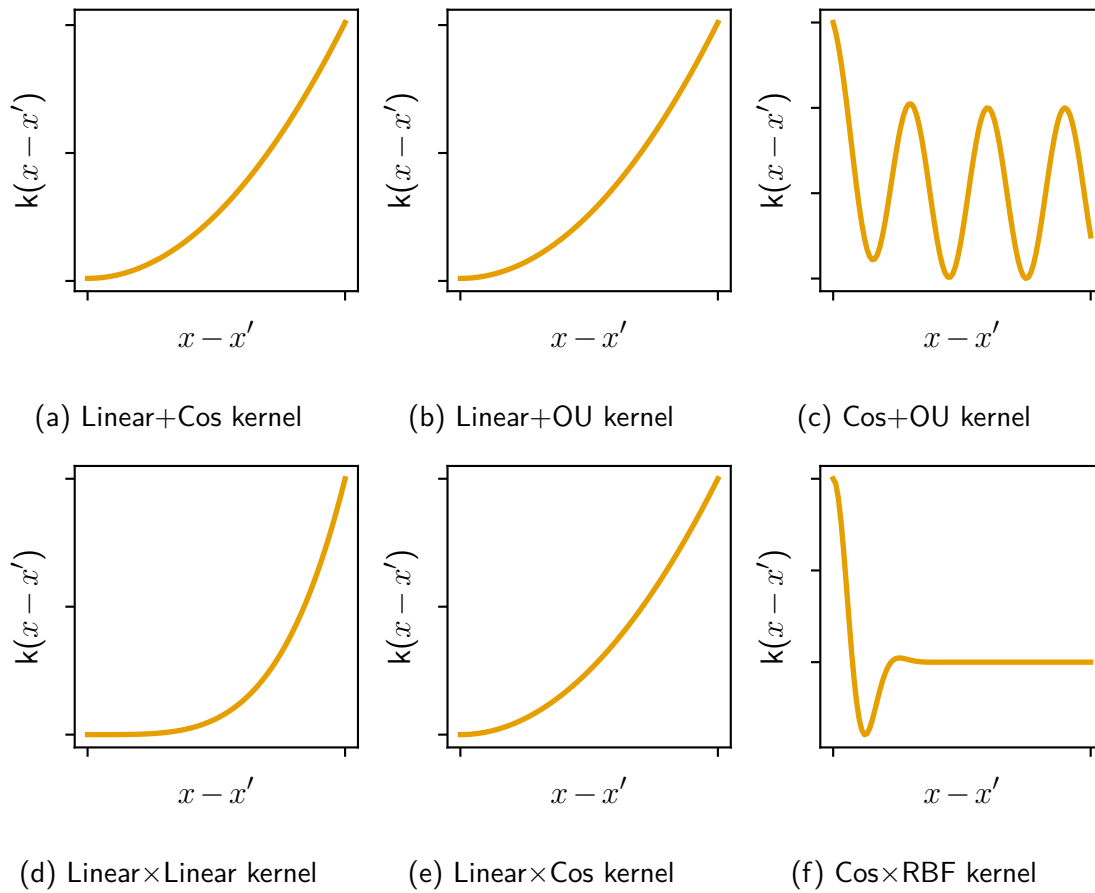 k(x − x′)
k(x − x′)
k(x − x′)
x − x′
x − x′
x − x′
(a) Linear+Cos kernel
(b) Linear+OU kernel
(c) Cos+OU kernel
k(x − x′)
k(x − x′)
k(x − x′)
x − x′
x − x′
x − x′
(d) Linear×Linear kernel
(e) Linear×Cos kernel
(f) Cos×RBF kernel